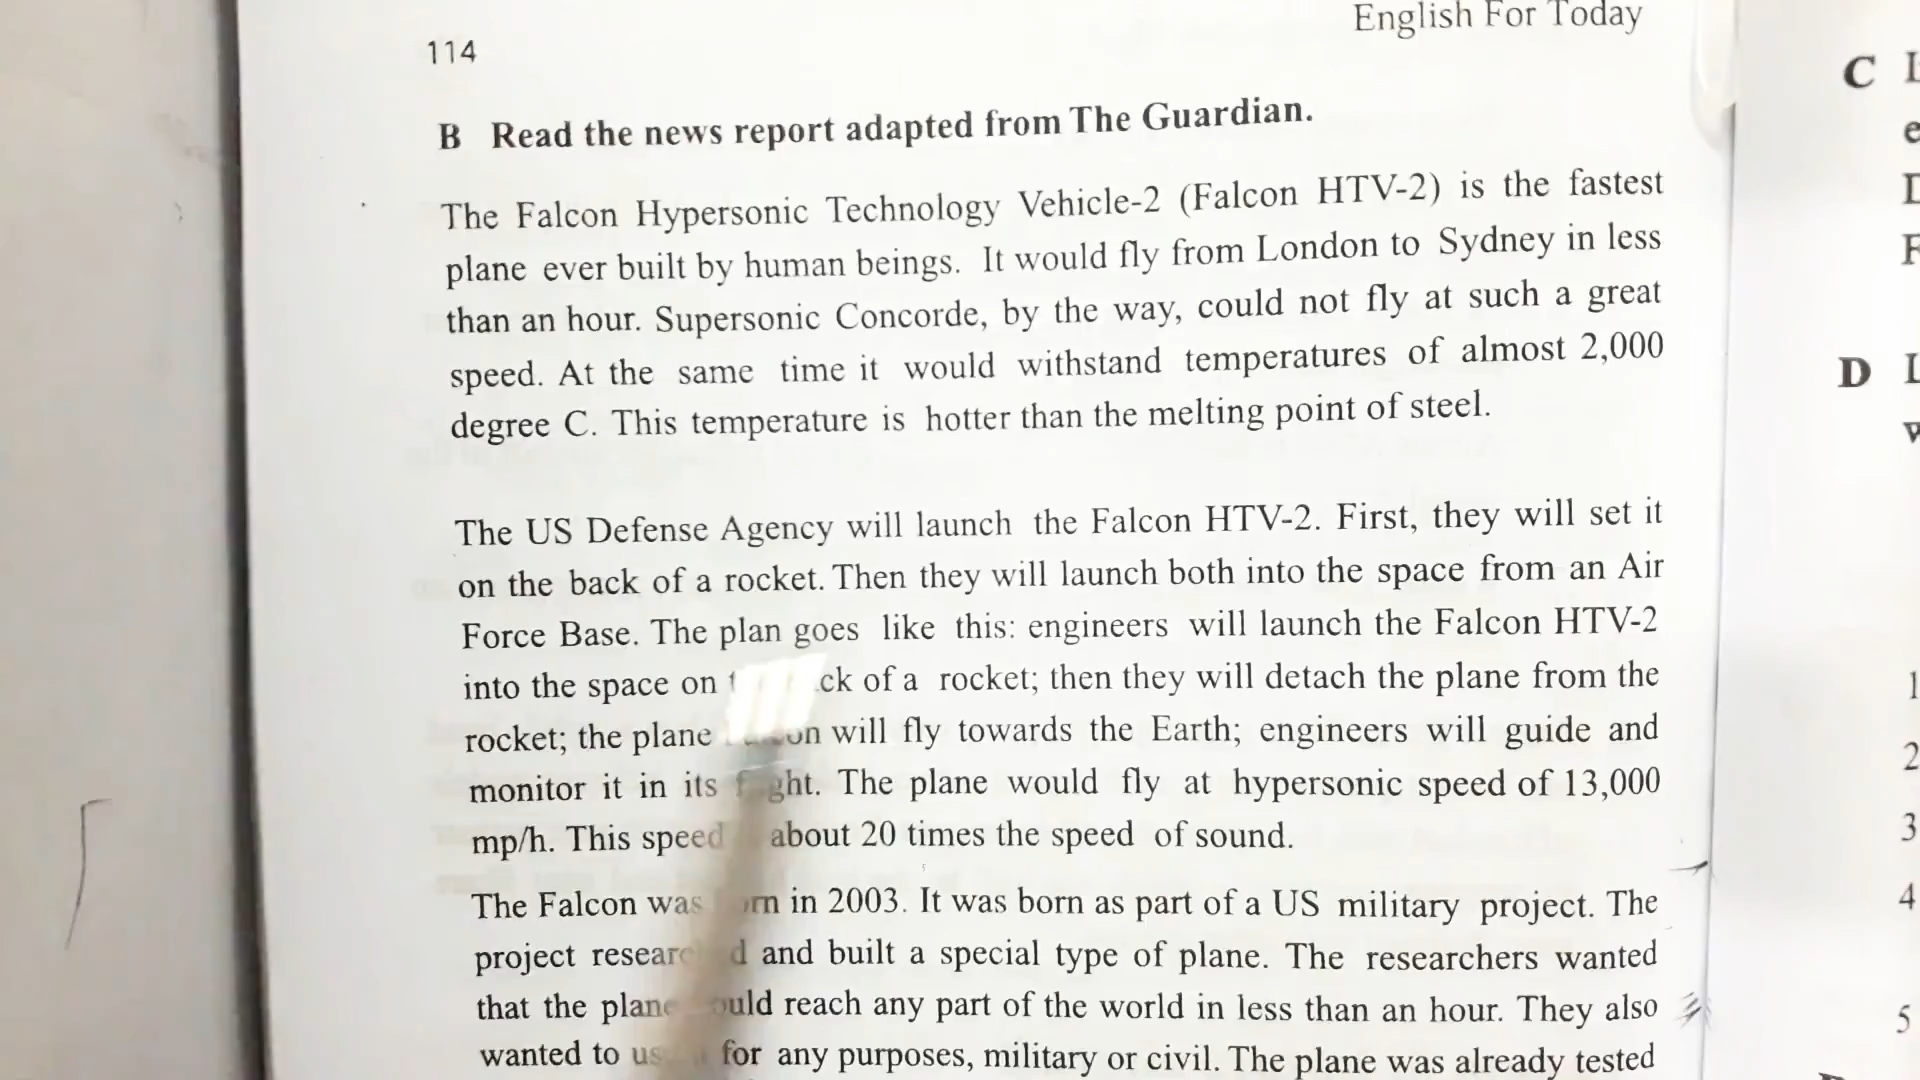 English For Today
114
B Read the news report adapted from The Guardian.
The Falcon Hypersonic Technology Vehicle-2 (Falcon HTV-2) is the fastest
plane ever built by human beings. It would fly from London to Sydney in less
than an hour. Supersonic Concorde, by the way, could not fly at such a great
speed. At the same time it would withstand temperatures of almost 2,000
degree C. This temperature is hotter than the melting point of steel.
The US Defense Agency will launch the Falcon HTV-2. First, they will set it
on the back of a rocket. Then they will launch both into the space from an Air
Force Base. The plan goes like this: engineers will launch the Falcon HTV-2
into the space on of a rocket; then they will detach the plane from the
rocket; the plane will fly towards the Earth; engineers will guide and
monitor it in its flight. The plane would fly at hypersonic speed of 13,000
mp/h. This speed about 20 times the speed of sound.
The Falcon was in 2003. It was born as part of a US military project. The
project and built a special type of plane. The researchers wanted
that the plane reach any part of the world in less than an hour. They also
wanted to for any purposes, military or civil. The plane was already tested
C
D
1
2
3
4
5